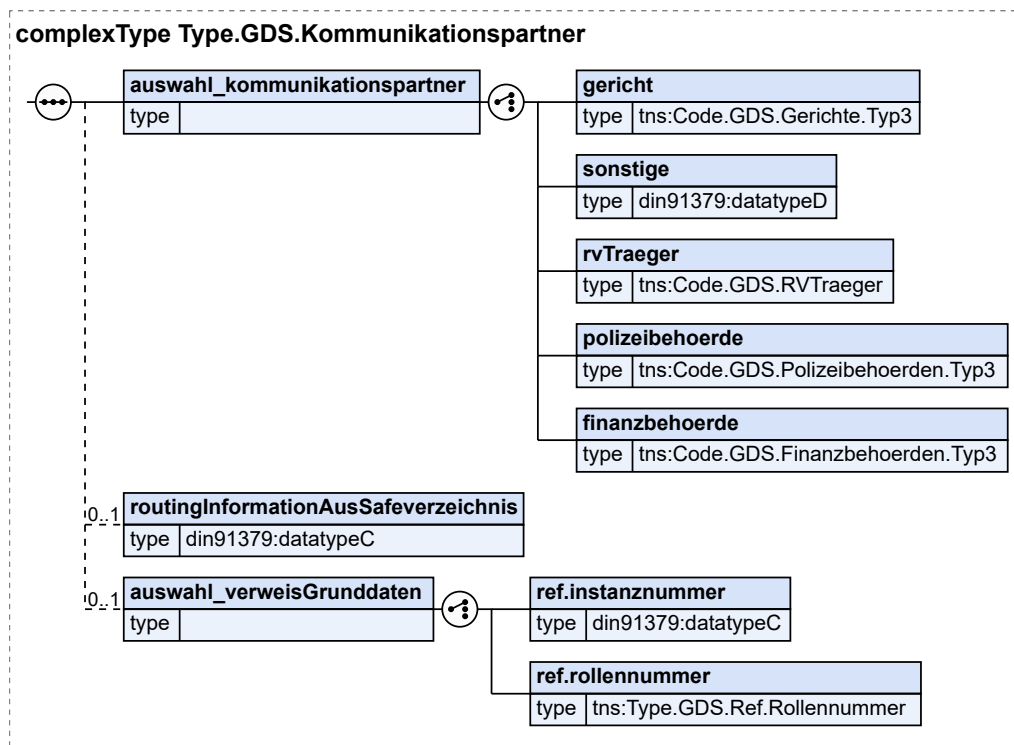 complexType Type.GDS.Kommunikationspartner
auswahl_kommunikationspartner
type
gericht
type tns:Code.GDS.Gerichte.Typ3
sonstige
type din91379:datatypeD
rvTraeger
type tns:Code.GDS.RVTraeger
polizeibehoerde
type tns:Code.GDS.Polizeibehoerden.Typ3
finanzbehoerde
type tns:Code.GDS.Finanzbehoerden.Typ3
0..1
routingInformationAusSafeverzeichnis
type din91379:datatypeC
0..1
auswahl_verweisGrunddaten
type
ref.instanznummer
type din91379:datatypeC
ref.rollennummer
type tns:Type.GDS.Ref.Rollennummer